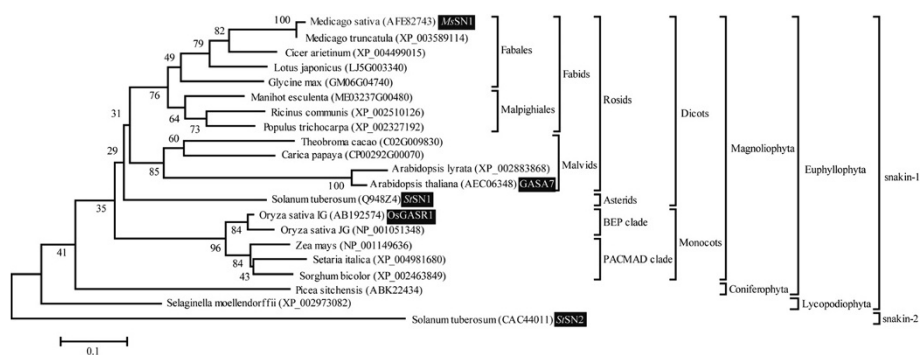 100
Medicago sativa (AFE82743) MsSN1
82
Medicago truncatula (XP_003589114)
79
Cicer arietinum (XP_004499015)
Fabales
49
Lotus japonicus (LJ5G003340)
Glycine max (GM06G04740)
Fabids
76
Manihot esculenta (ME03237G00480)
Rosids
31
64
Ricinus communis (XP_002510126)
Malpighiales
73
Populus trichocarpa (XP_002327192)
Dicots
60
Theobroma cacao (C02G009830)
29
Carica papaya (CP00292G00070)
Magnoliophyta
85
Arabidopsis lyrata (XP_002883868)
Malvids
Euphyllophyta
snakin-1
100
Arabidopsis thaliana (AEC06348) GASA7
Solanum tuberosum (Q948Z4) StSN1
Asterids
35
Oryza sativa IG (AB192574) OsGASR1
BEP clade
84
Oryza sativa JG (NP_001051348)
96
Zea mays (NP_001149636)
Monocots
41
84
Setaria italica (XP_004981680)
PACMAD clade
43
Sorghum bicolor (XP_002463849)
Picea sitchensis (ABK22434)
Coniferophyta
Selaginella moellendorffii (XP_002973082)
Lycopodiophyta
Solanum tuberosum (CAC44011) StSN2
snakin-2
0.1